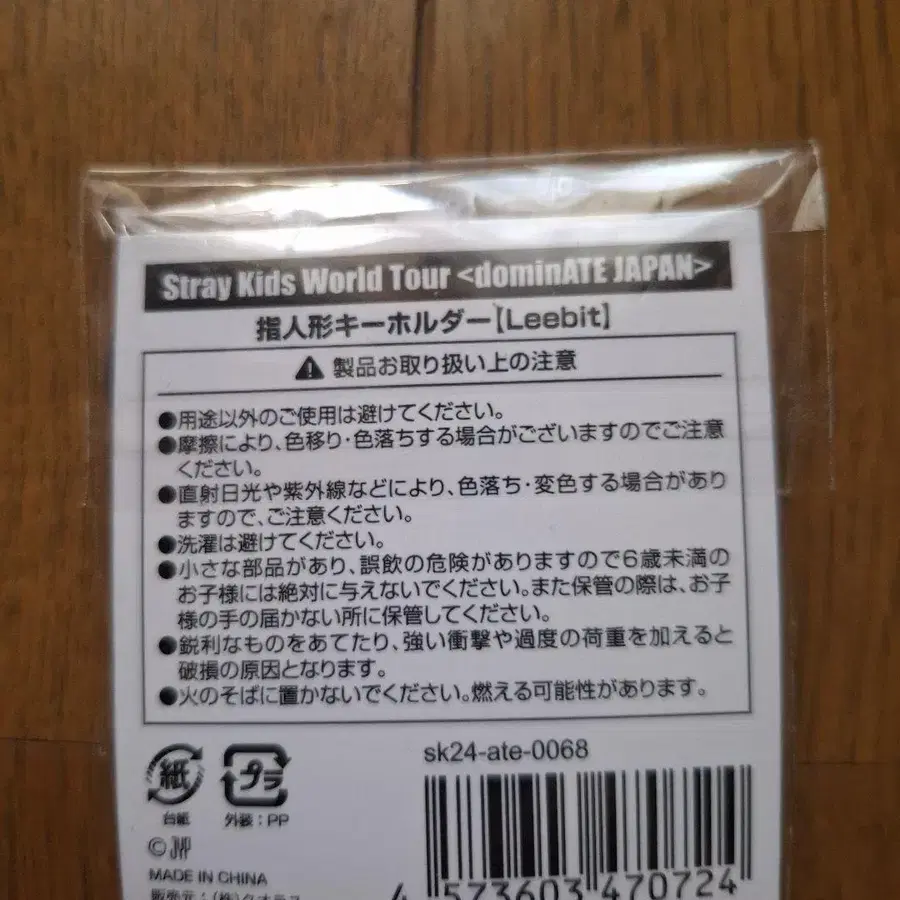 Stray Kids World Tour <dominATE JAPAN>
指人形キーホルダー【Leebit】
製品お取り扱い上の注意
●用途以外のご使用は避けてください。
●摩擦により、色移り・色落ちする場合がございますのでご注意
ください。
●直射日光や紫外線などにより、色落ち・変色する場合があり
ますので、ご注意ください。
●洗濯は避けてください。
●小さな部品があり、誤飲の危険がありますので6歳未満の
お子様には絶対に与えないでください。また保管の際は、お子
様の手の届かない所に保管してください。
●鋭利なものをあてたり、強い衝撃や過度の荷重を加えると
破損の原因となります。
●火のそばに置かないでください。燃える可能性があります。
sk24-ate-0068
紙 プラ
台紙 外装：PP
©JYP
MADE IN CHINA
販売元：(株)
4 573603 470724